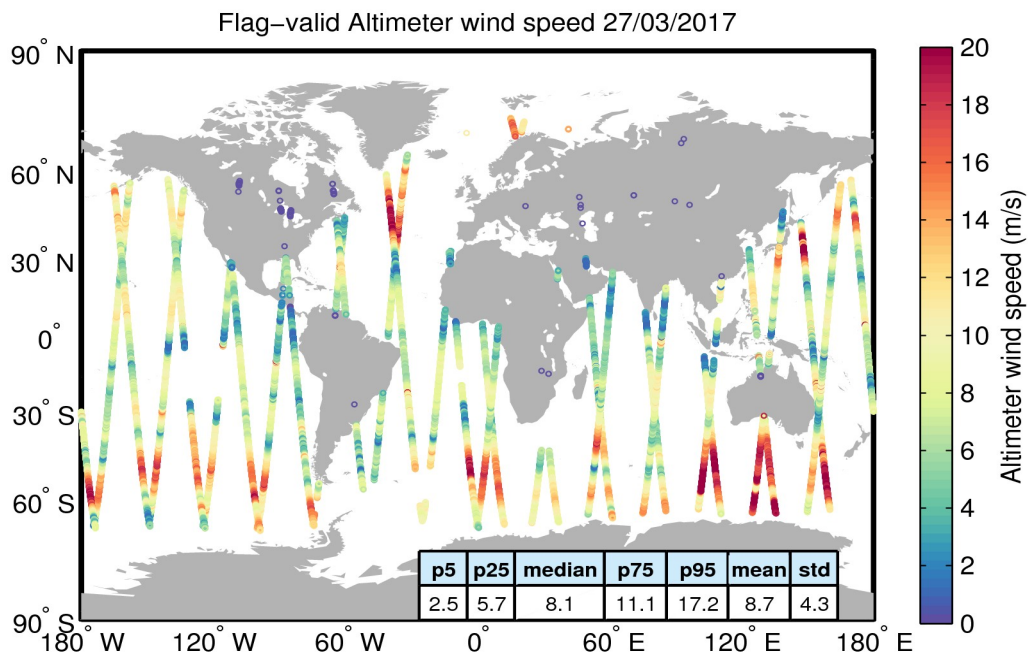 Flag−valid Altimeter wind speed 27/03/2017
90° N
60° N
30° N
0°
30° S
60° S
90° S
180° W
120° W
60° W
0°
60° E
120° E
180° E
p5 p25 median p75 p95 mean std
2.5 5.7 8.1 11.1 17.2 8.7 4.3
20
18
16
14
12
10
8
6
4
2
0
Altimeter wind speed (m/s)